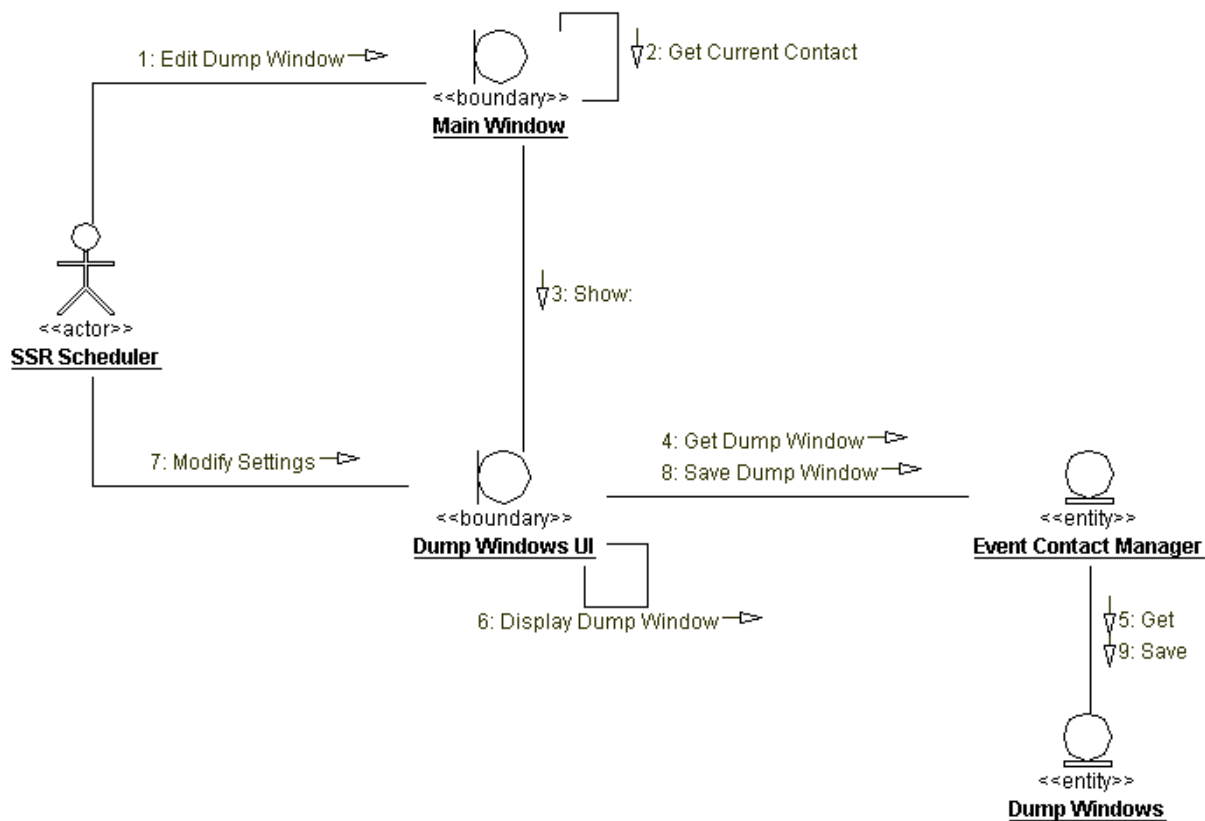 1: Edit Dump Window
2: Get Current Contact
<<boundary>>
Main Window
3: Show:
<<actor>>
SSR Scheduler
4: Get Dump Window
7: Modify Settings
8: Save Dump Window
<<boundary>>
Dump Windows UI
<<entity>>
Event Contact Manager
6: Display Dump Window
5: Get
9: Save
<<entity>>
Dump Windows